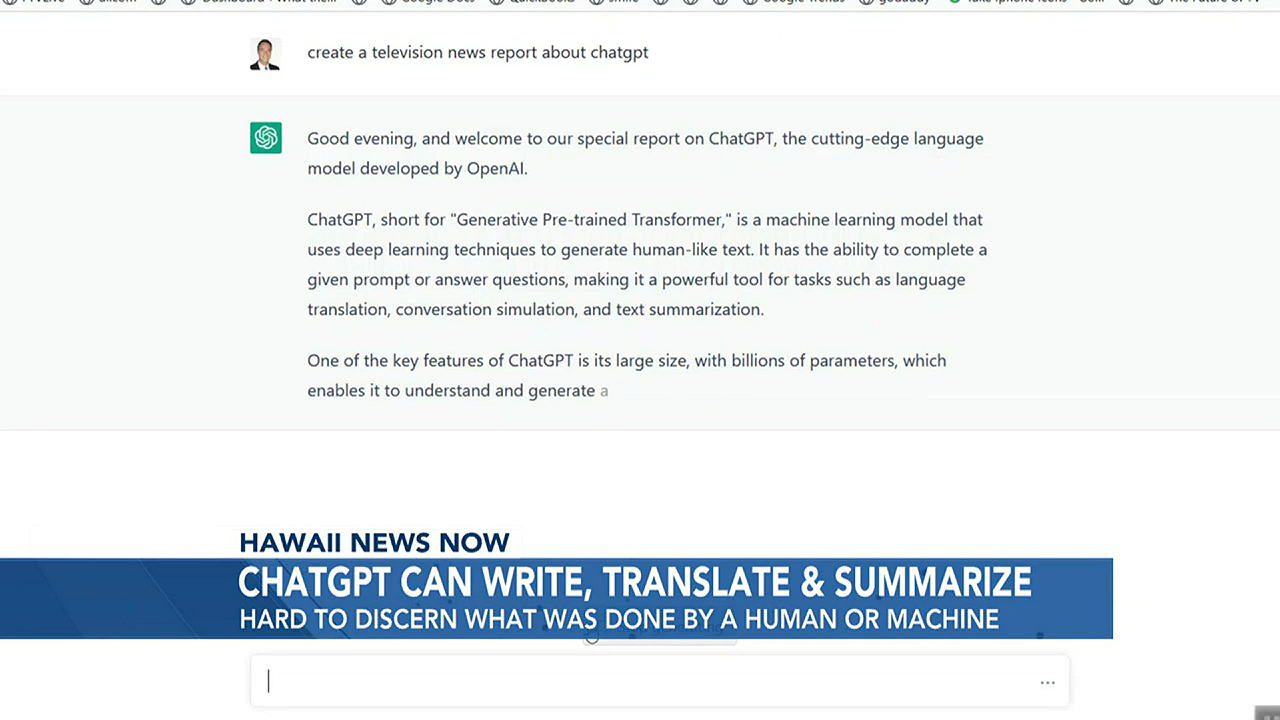 Google Docs
create a television news report about chatgpt
Good evening, and welcome to our special report on ChatGPT, the cutting-edge language
model developed by OpenAI.
ChatGPT, short for "Generative Pre-trained Transformer," is a machine learning model that
uses deep learning techniques to generate human-like text. It has the ability to complete a
given prompt or answer questions, making it a powerful tool for tasks such as language
translation, conversation simulation, and text summarization.
One of the key features of ChatGPT is its large size, with billions of parameters, which
enables it to understand and generate a
HAWAII NEWS NOW
CHATGPT CAN WRITE, TRANSLATE & SUMMARIZE
HARD TO DISCERN WHAT WAS DONE BY A HUMAN OR MACHINE